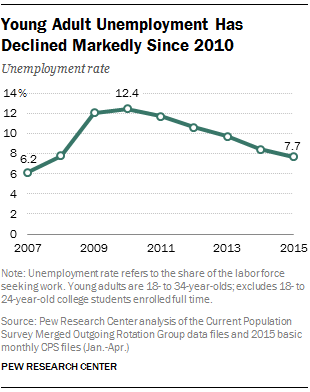 Young Adult Unemployment Has
Declined Markedly Since 2010
Unemployment rate
14%
12
10
8
6
4
2
0
6.2
12.4
7.7
2007
2009
2011
2013
2015
Note: Unemployment rate refers to the share of the labor force
seeking work. Young adults are 18- to 34-year-olds; excludes 18- to
24-year-old college students enrolled full time.
Source: Pew Research Center analysis of the Current Population
Survey Merged Outgoing Rotation Group data files and 2015 basic
monthly CPS files (Jan.-Apr.)
PEW RESEARCH CENTER